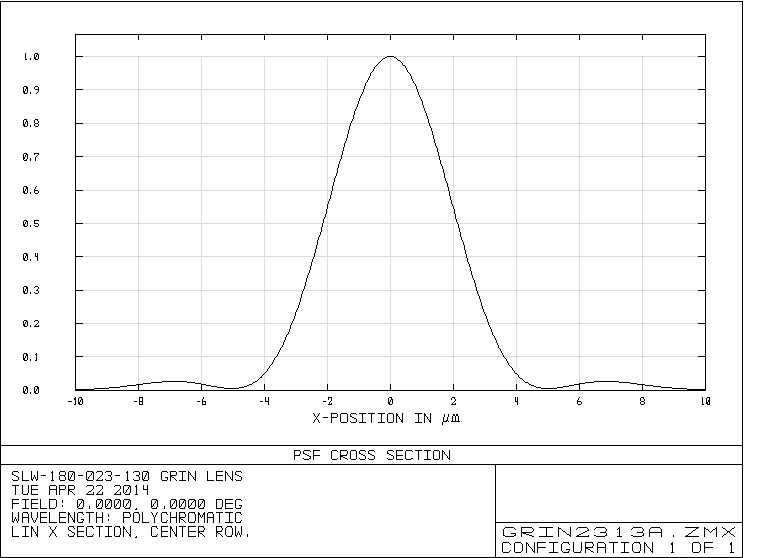 1.0
0.9
0.8
0.7
0.6
0.5
0.4
0.3
0.2
0.1
0.0
-10 -8 -6 -4 -2 0 2 4 6 8 10
X-POSITION IN µm
PSF CROSS SECTION
SLW-180-023-130 GRIN LENS
TUE APR 22 2014
FIELD: 0.0000, 0.0000 DEG
WAVELENGTH: POLYCHROMATIC
LIN X SECTION, CENTER ROW.
GRIN2313A.ZMX
CONFIGURATION 1 OF 1